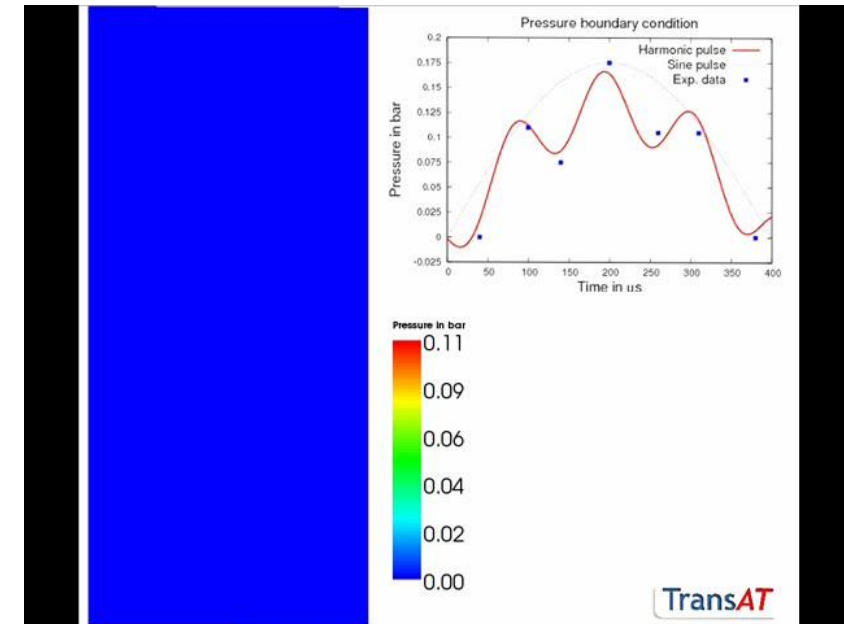 Pressure boundary condition
Harmonic pulse
Sine pulse
Exp. data
Pressure in bar
0.2
0.175
0.15
0.125
0.1
0.075
0.05
0.025
0
-0.025
0 50 100 150 200 250 300 350 400
Time in us
Pressure in bar
0.11
0.09
0.06
0.04
0.02
0.00
TransAT